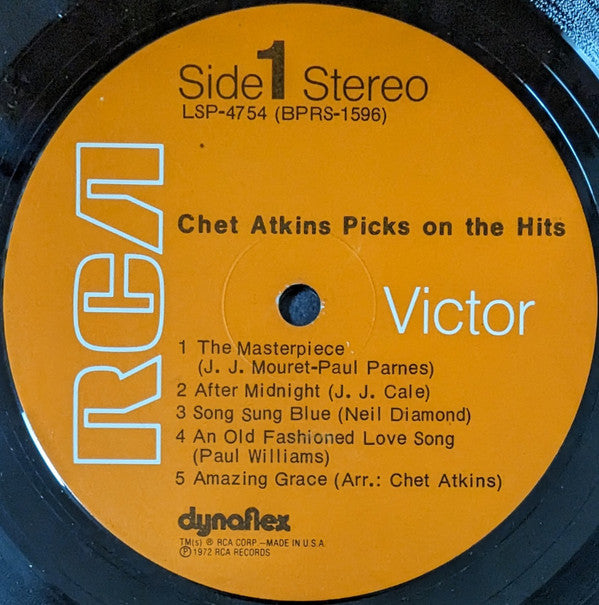 Side 1 Stereo
LSP-4754 (BPRS-1596)
RCA
Chet Atkins Picks on the Hits
Victor
1 The Masterpiece
(J. J. Mouret-Paul Parnes)
2 After Midnight (J. J. Cale)
3 Song Sung Blue (Neil Diamond)
4 An Old Fashioned Love Song
(Paul Williams)
5 Amazing Grace (Arr.: Chet Atkins)
dynaflex
TM(s) ® RCA CORP.—MADE IN U.S.A.
℗ 1972 RCA RECORDS